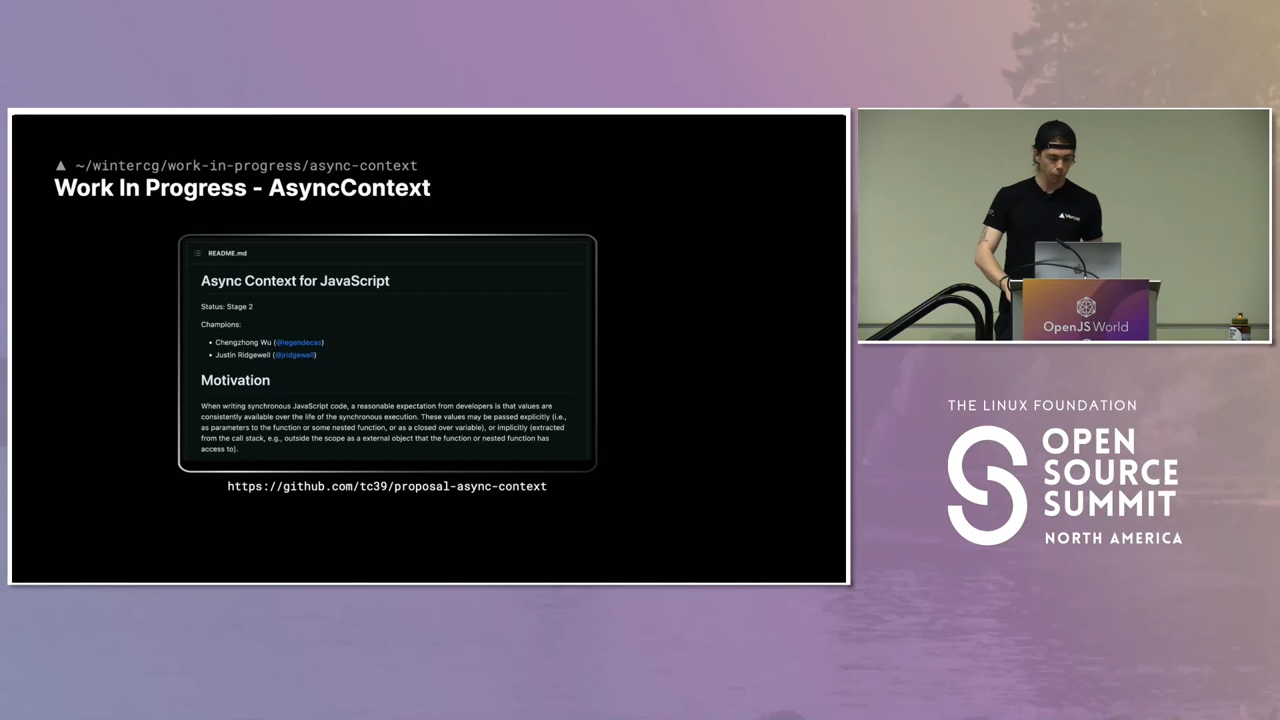 ▲ ~/wintercg/work-in-progress/async-context
Work In Progress - AsyncContext
README.md
Async Context for JavaScript
Status: Stage 2
Champions:
• Chengzhong Wu (@legendecas)
• Justin Ridgewell (@jridgewell)
Motivation
When writing synchronous JavaScript code, a reasonable expectation from developers is that values are
consistently available over the life of the synchronous execution. These values may be passed explicitly (i.e.,
as parameters to the function or some nested function, or as a closed over variable), or implicitly (extracted
from the call stack, e.g., outside the scope as a external object that the function or nested function has
access to).
https://github.com/tc39/proposal-async-context
Vercel
OpenJS World
THE LINUX FOUNDATION
OPEN
SOURCE
SUMMIT
NORTH AMERICA